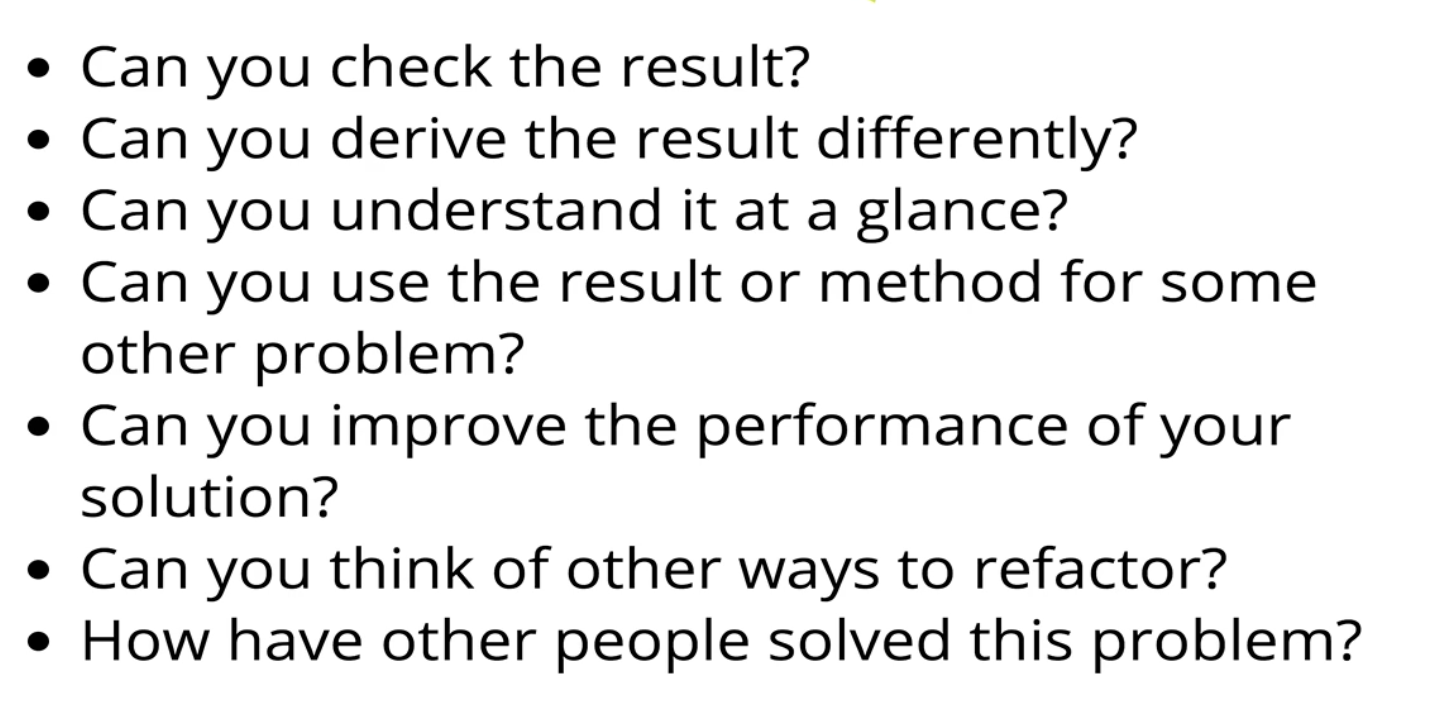 • Can you check the result?
• Can you derive the result differently?
• Can you understand it at a glance?
• Can you use the result or method for some
other problem?
• Can you improve the performance of your
solution?
• Can you think of other ways to refactor?
• How have other people solved this problem?